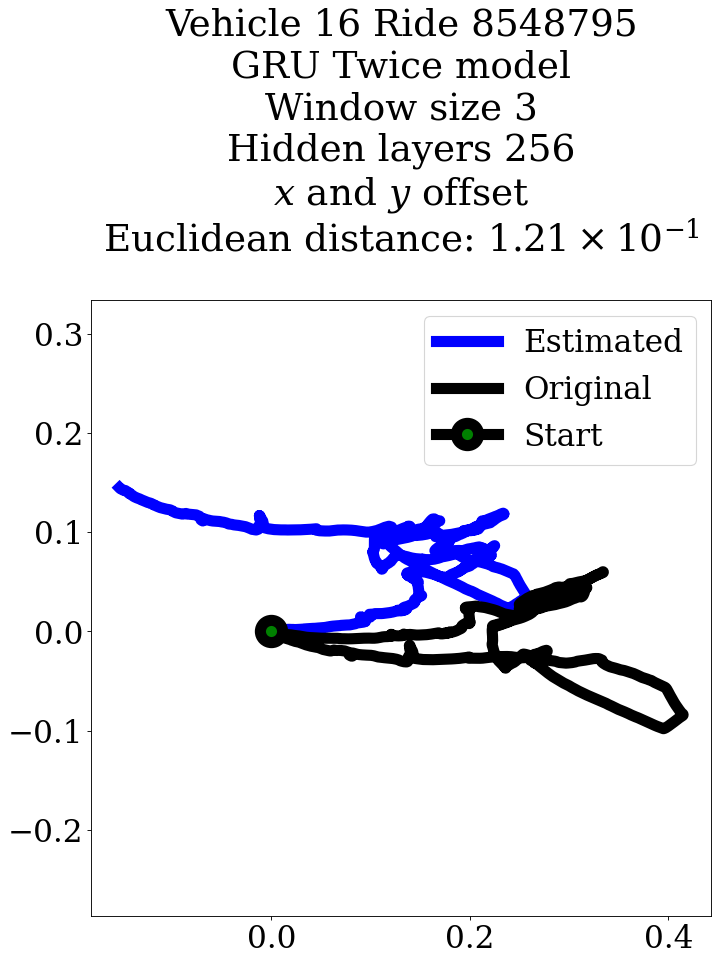 Vehicle 16 Ride 8548795
GRU Twice model
Window size 3
Hidden layers 256
x and y offset
Euclidean distance: 1.21 × 10⁻¹
Estimated
Original
Start
0.3
0.2
0.1
0.0
−0.1
−0.2
0.0 0.2 0.4